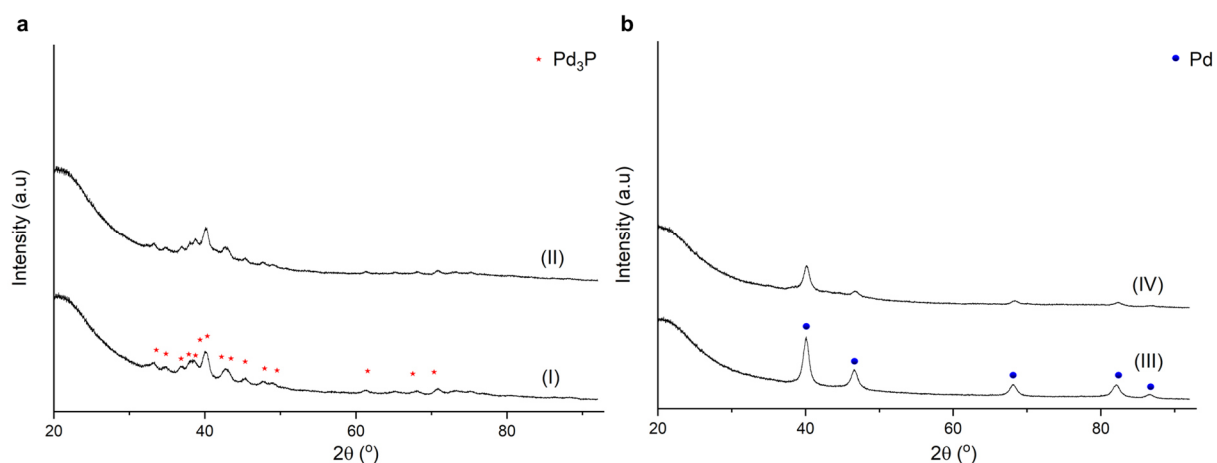 a
Pd₃P
Intensity (a.u)
(II)
(I)
20 40 60 80
2θ (°)
b
Pd
Intensity (a.u)
(IV)
(III)
20 40 60 80
2θ (°)